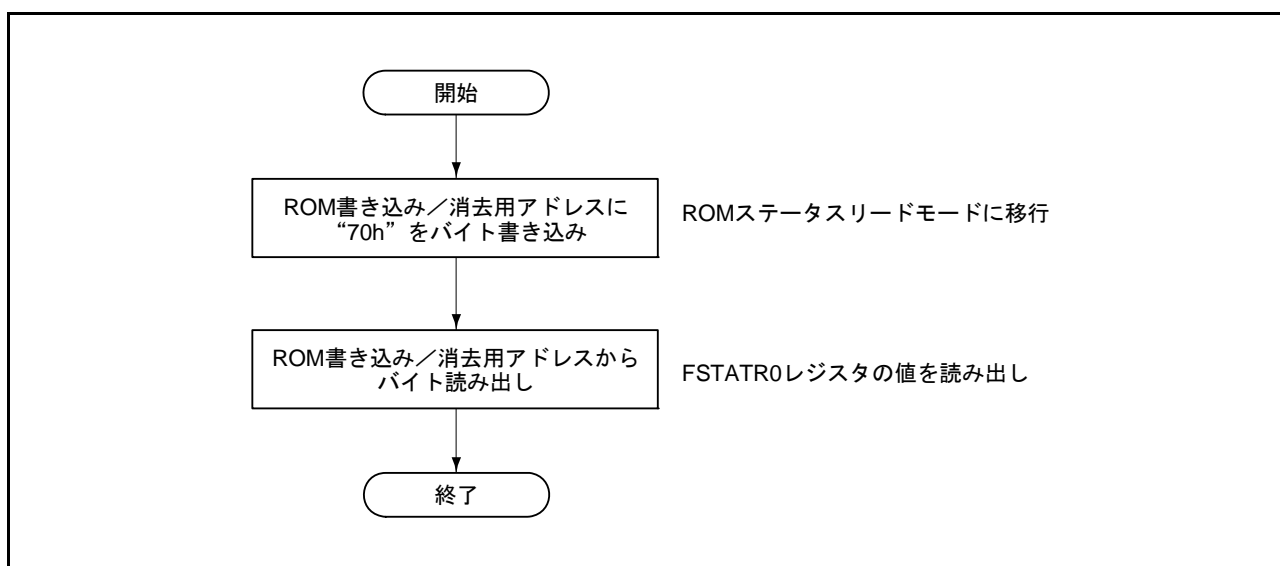 開始
ROM書き込み／消去用アドレスに
“70h”をバイト書き込み
ROMステータスリードモードに移行
ROM書き込み／消去用アドレスから
バイト読み出し
FSTATR0レジスタの値を読み出し
終了